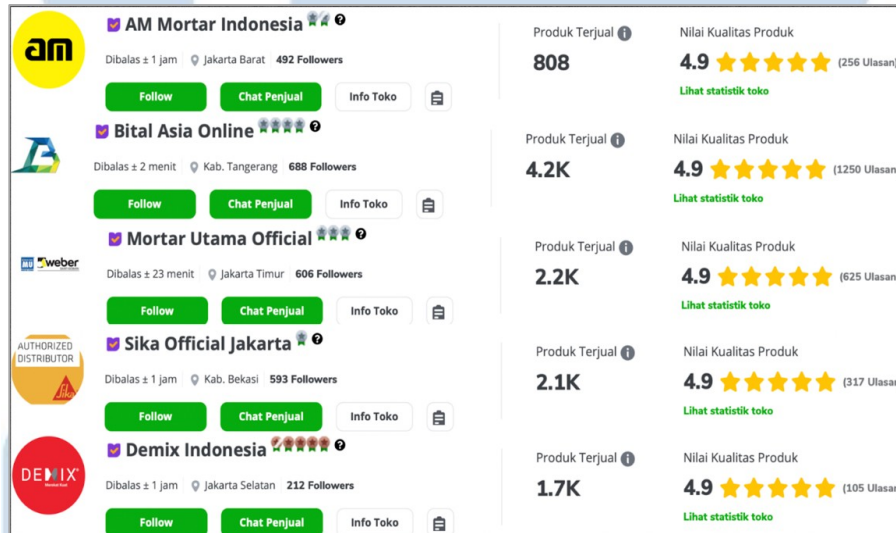 am
AM Mortar Indonesia
Dibalas ± 1 jam Jakarta Barat 492 Followers
Follow Chat Penjual Info Toko
Produk Terjual
808
Nilai Kualitas Produk
4.9 (256 Ulasan)
Lihat statistik toko
Bital Asia Online
Dibalas ± 2 menit Kab. Tangerang 688 Followers
Follow Chat Penjual Info Toko
Produk Terjual
4.2K
Nilai Kualitas Produk
4.9 (1250 Ulasan
Lihat statistik toko
MU weber
Mortar Utama Official
Dibalas ± 23 menit Jakarta Timur 606 Followers
Follow Chat Penjual Info Toko
Produk Terjual
2.2K
Nilai Kualitas Produk
4.9 (625 Ulasan
Lihat statistik toko
AUTHORIZED
DISTRIBUTOR
Sika
Sika Official Jakarta
Dibalas ± 1 jam Kab. Bekasi 593 Followers
Follow Chat Penjual Info Toko
Produk Terjual
2.1K
Nilai Kualitas Produk
4.9 (317 Ulasan
Lihat statistik toko
DEMIX
Demix Indonesia
Dibalas ± 1 jam Jakarta Selatan 212 Followers
Follow Chat Penjual Info Toko
Produk Terjual
1.7K
Nilai Kualitas Produk
4.9 (105 Ulasan
Lihat statistik toko